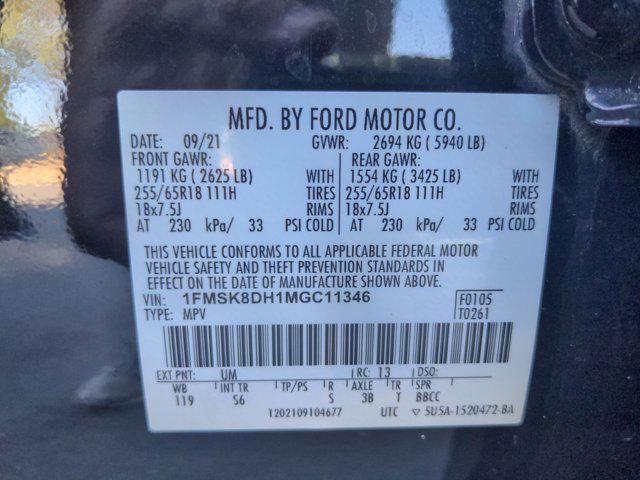 MFD. BY FORD MOTOR CO.
DATE: 09/21 GVWR: 2694 KG ( 5940 LB)
FRONT GAWR: REAR GAWR:
1191 KG ( 2625 LB) WITH 1554 KG ( 3425 LB) WITH
255/65R18 111H TIRES 255/65R18 111H TIRES
18x7.5J RIMS 18x7.5J RIMS
AT 230 kPa/ 33 PSI COLD AT 230 kPa/ 33 PSI COLD
THIS VEHICLE CONFORMS TO ALL APPLICABLE FEDERAL MOTOR
VEHICLE SAFETY AND THEFT PREVENTION STANDARDS IN
EFFECT ON THE DATE OF MANUFACTURE SHOWN ABOVE.
VIN: 1FMSK8DH1MGC11346 F0105
TYPE: MPV T0261
EXT PNT: UM RC: 13 DSO:
WB INT TR TP/PS R AXLE TR SPR
119 S6 S 3B T BBCC
1202109104677 UTC ▽ 5U5A-1520472-BA